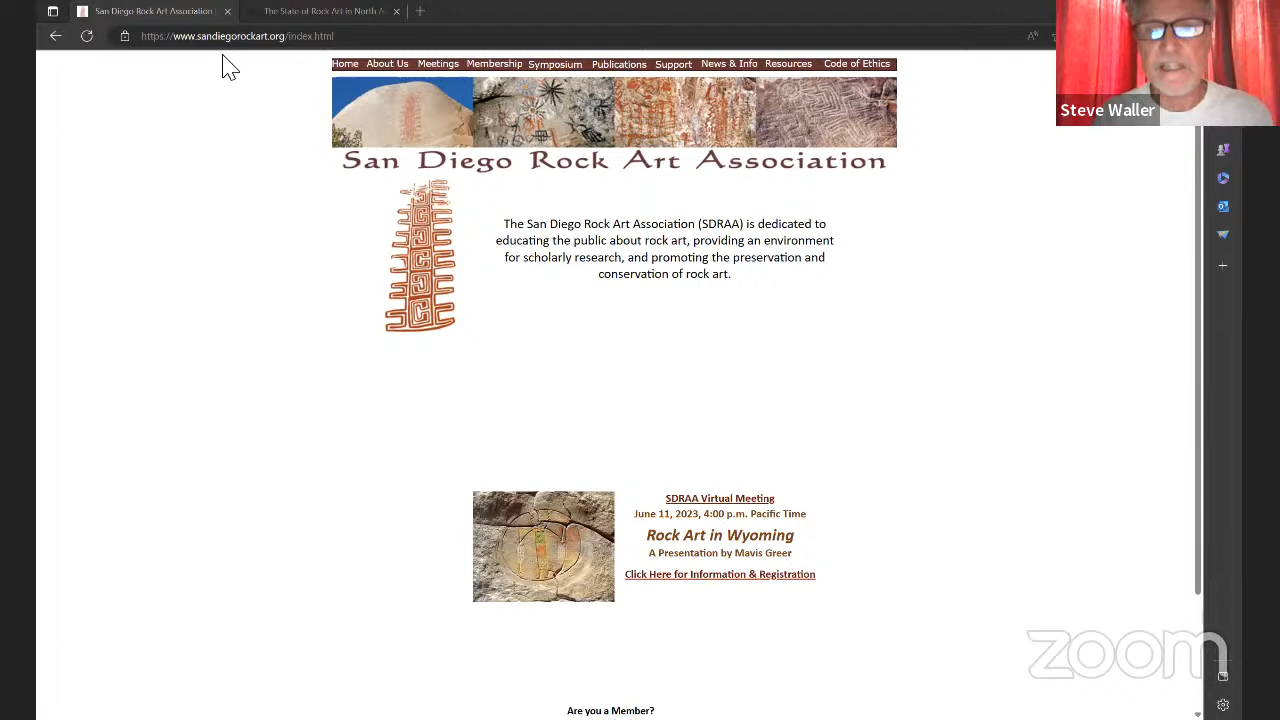 San Diego Rock Art Association
The State of Rock Art in North A
https://www.sandiegorockart.org/index.html
Steve Waller
Home About Us Meetings Membership Symposium Publications Support News & Info Resources Code of Ethics
San Diego Rock Art Association
The San Diego Rock Art Association (SDRAA) is dedicated to
educating the public about rock art, providing an environment
for scholarly research, and promoting the preservation and
conservation of rock art.
SDRAA Virtual Meeting
June 11, 2023, 4:00 p.m. Pacific Time
Rock Art in Wyoming
A Presentation by Mavis Greer
Click Here for Information & Registration
zoom
Are you a Member?